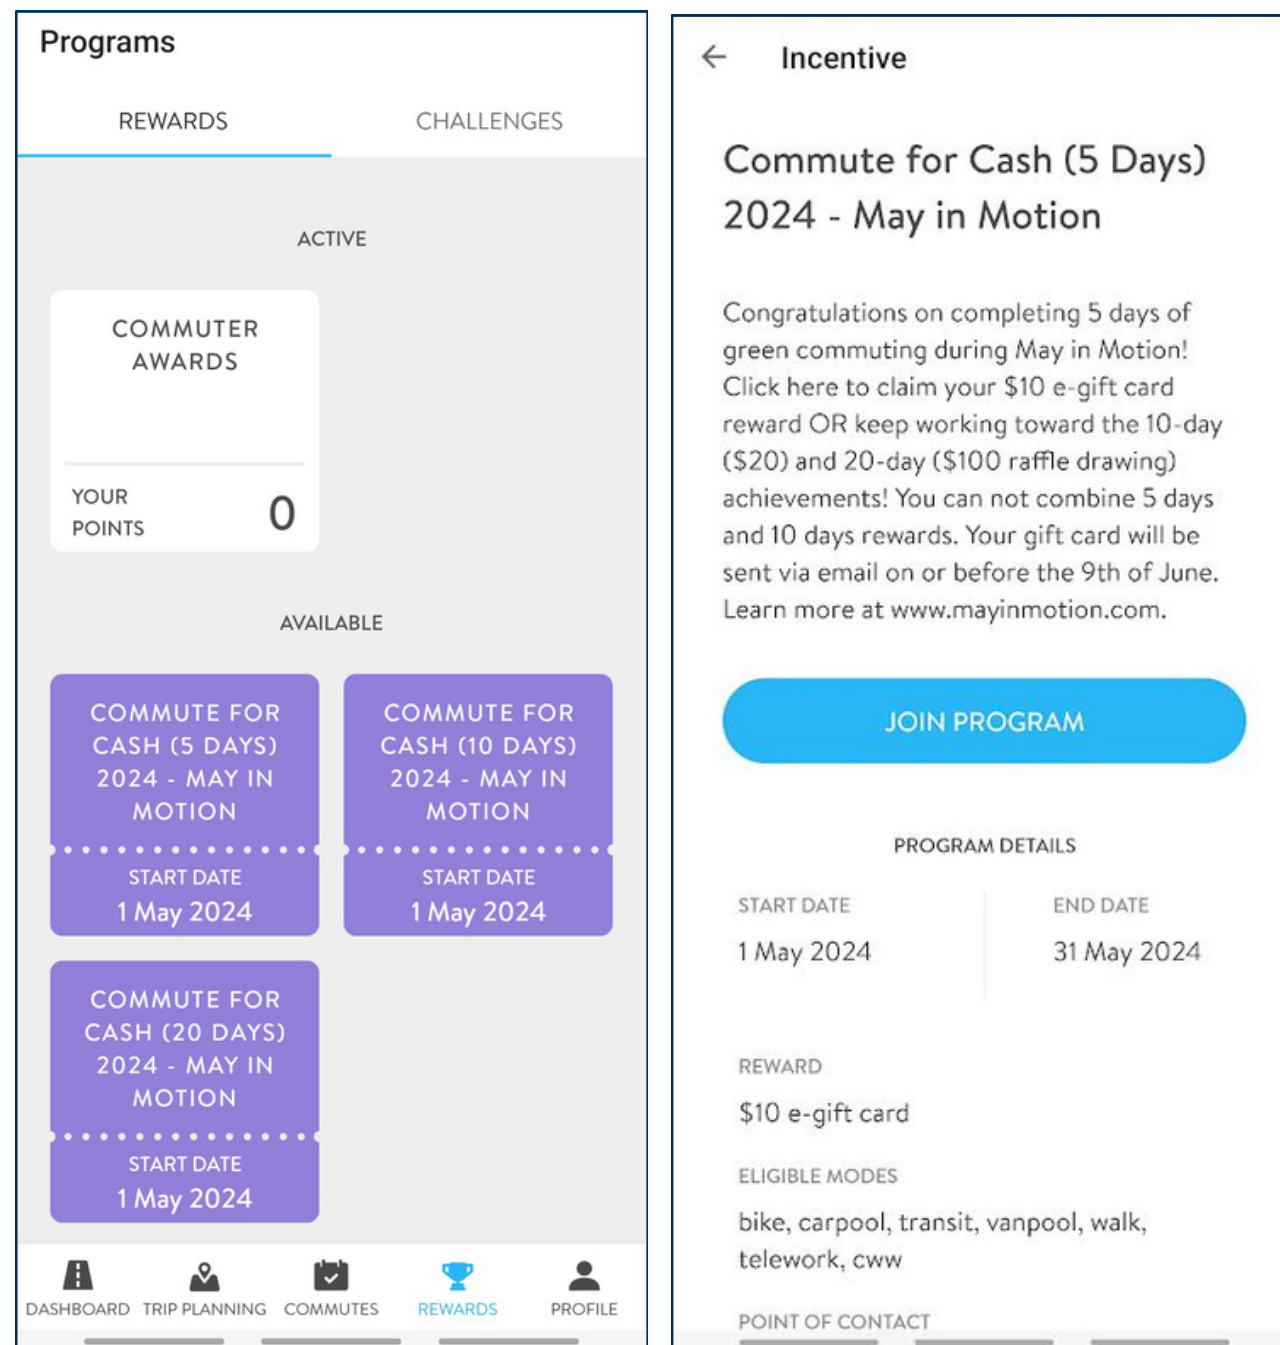 Programs
REWARDS
CHALLENGES
ACTIVE
COMMUTER
AWARDS
YOUR
POINTS
0
AVAILABLE
COMMUTE FOR
CASH (5 DAYS)
2024 - MAY IN
MOTION
START DATE
1 May 2024
COMMUTE FOR
CASH (10 DAYS)
2024 - MAY IN
MOTION
START DATE
1 May 2024
COMMUTE FOR
CASH (20 DAYS)
2024 - MAY IN
MOTION
START DATE
1 May 2024
DASHBOARD
TRIP PLANNING
COMMUTES
REWARDS
PROFILE
Incentive
Commute for Cash (5 Days)
2024 - May in Motion
Congratulations on completing 5 days of
green commuting during May in Motion!
Click here to claim your $10 e-gift card
reward OR keep working toward the 10-day
($20) and 20-day ($100 raffle drawing)
achievements! You can not combine 5 days
and 10 days rewards. Your gift card will be
sent via email on or before the 9th of June.
Learn more at www.mayinmotion.com.
JOIN PROGRAM
PROGRAM DETAILS
START DATE
1 May 2024
END DATE
31 May 2024
REWARD
$10 e-gift card
ELIGIBLE MODES
bike, carpool, transit, vanpool, walk,
telework, cww
POINT OF CONTACT